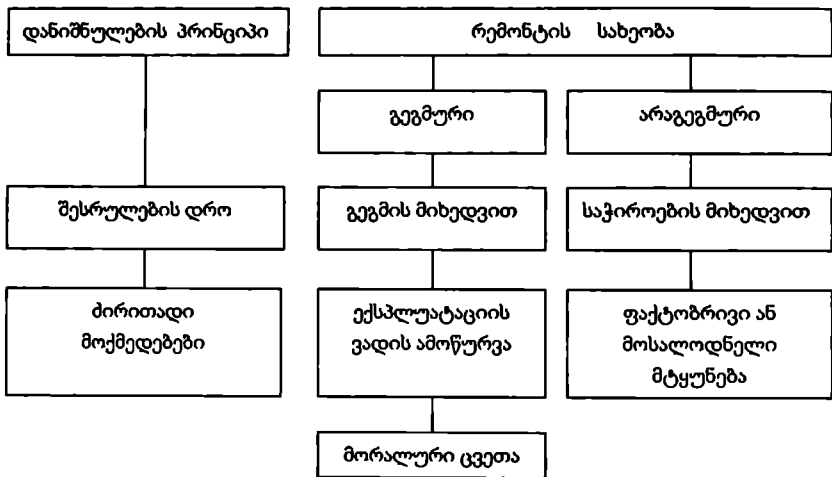 დანიშნულების პრინციპი
რემონტის სახეობა
გეგმური
არაგეგმური
შესრულების დრო
გეგმის მიხედვით
საჭიროების მიხედვით
ძირითადი
მოქმედებები
ექსპლუატაციის
ვადის ამოწურვა
ფაქტობრივი ან
მოსალოდნელი
მტყუნება
მორალური ცვეთა